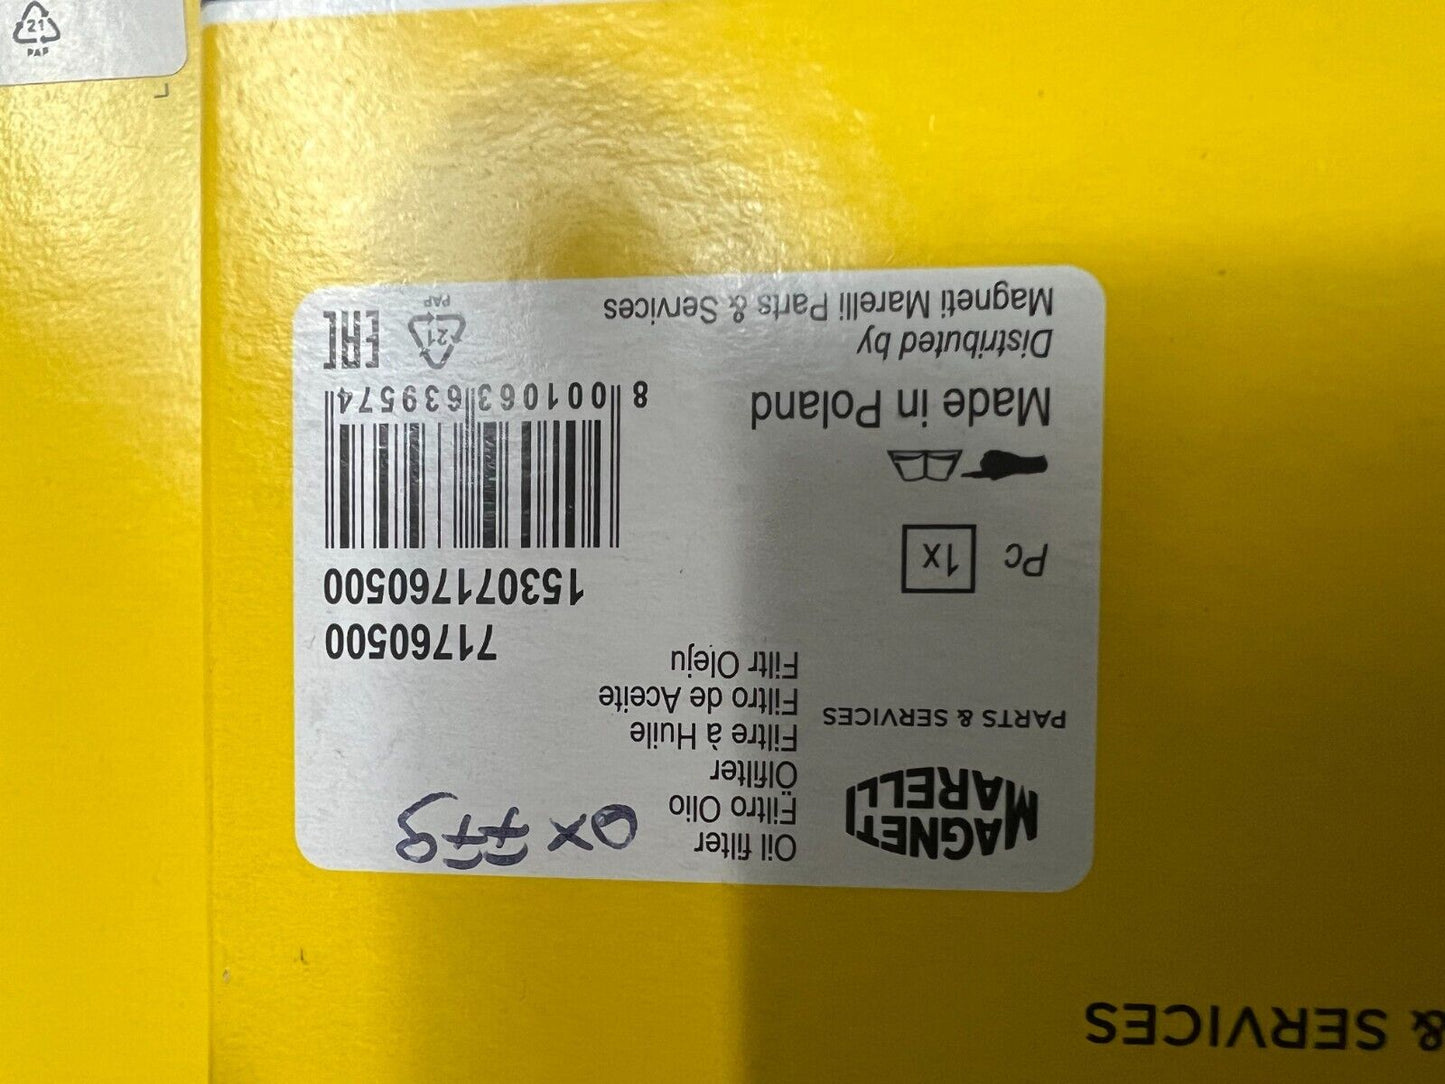 & SERVICES
MAGNETI
MARELLI
PARTS & SERVICES
Oil filter
Filtro Olio
Ölfilter
Filtre à Huile
Filtro de Aceite
Filtr Oleju
OX 779
71760500
153071760500
Pc 1x
Made in Poland
Distributed by
Magneti Marelli Parts & Services
8 001063 639574
21
PAP
EAC
21
PAP